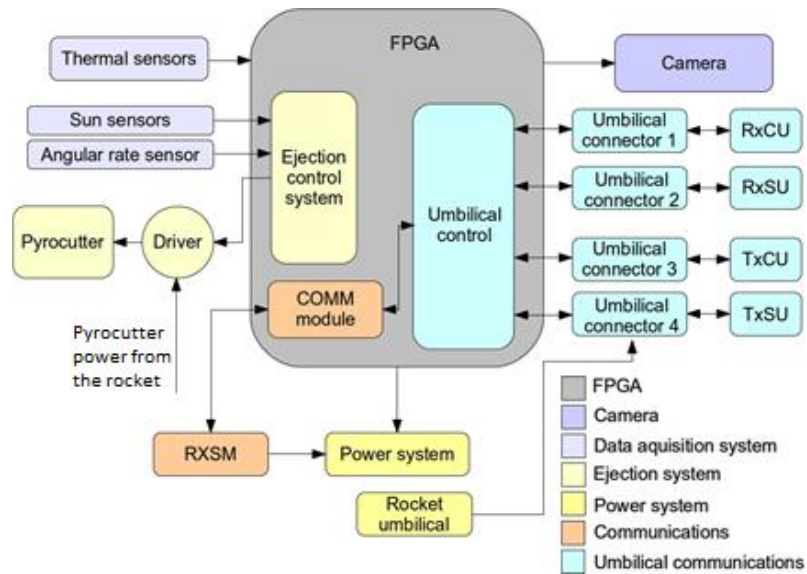 FPGA
Thermal sensors
Camera
Sun sensors
Angular rate sensor
Ejection
control
system
Umbilical
control
Umbilical
connector 1
RxCU
Umbilical
connector 2
RxSU
Umbilical
connector 3
TxCU
Umbilical
connector 4
TxSU
Pyrocutter
Driver
COMM
module
Pyrocutter
power from
the rocket
RXSM
Power system
Rocket
umbilical
FPGA
Camera
Data aquisition system
Ejection system
Power system
Communications
Umbilical communications